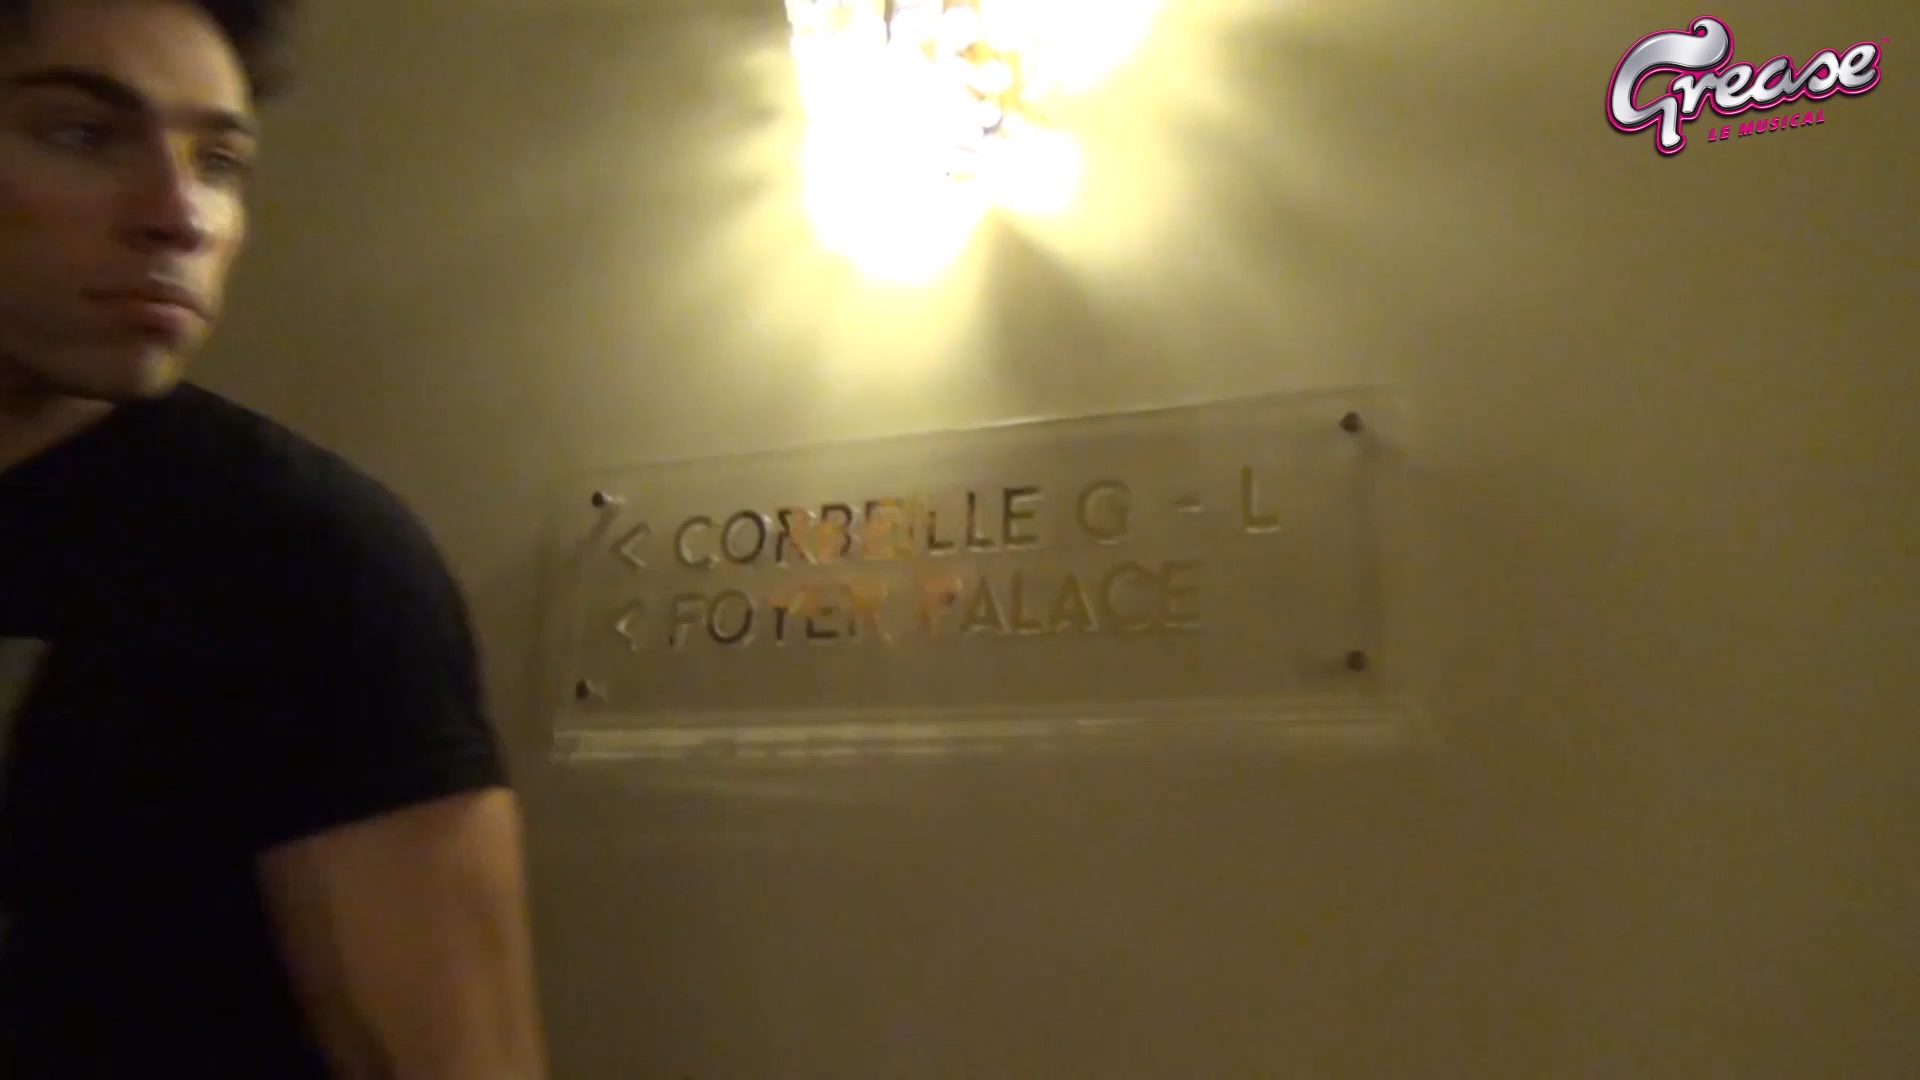 Grease
LE MUSICAL
< CORBEILLE G - L
< FOYER PALACE